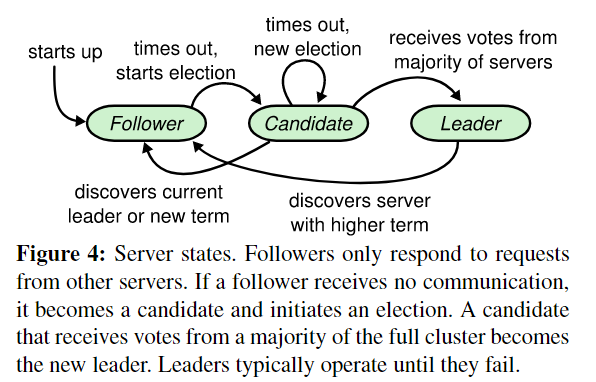 starts up
times out,
starts election
times out,
new election
receives votes from
majority of servers
Follower
Candidate
Leader
discovers current
leader or new term
discovers server
with higher term
Figure 4: Server states. Followers only respond to requests
from other servers. If a follower receives no communication,
it becomes a candidate and initiates an election. A candidate
that receives votes from a majority of the full cluster becomes
the new leader. Leaders typically operate until they fail.